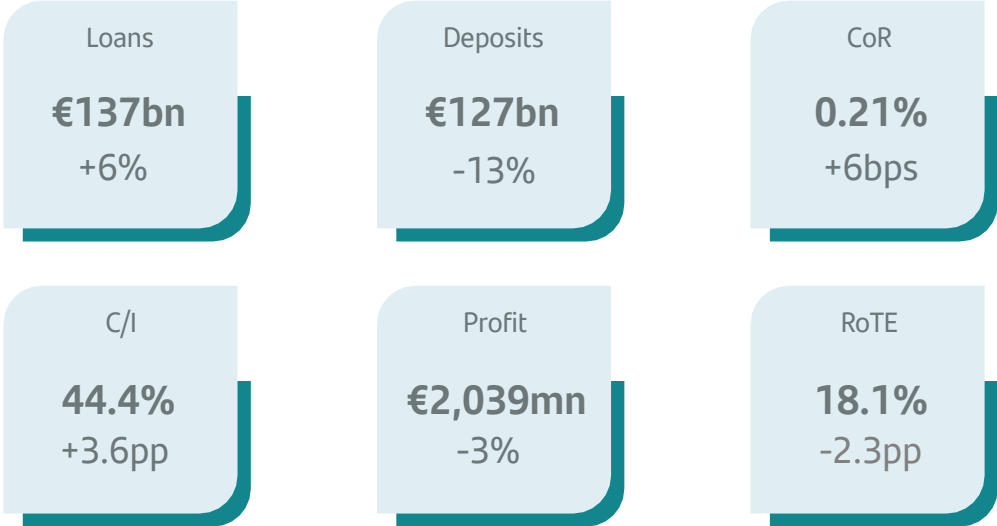 Loans
€137bn
+6%
Deposits
€127bn
-13%
CoR
0.21%
+6bps
C/I
44.4%
+3.6pp
Profit
€2,039mn
-3%
RoTE
18.1%
-2.3pp